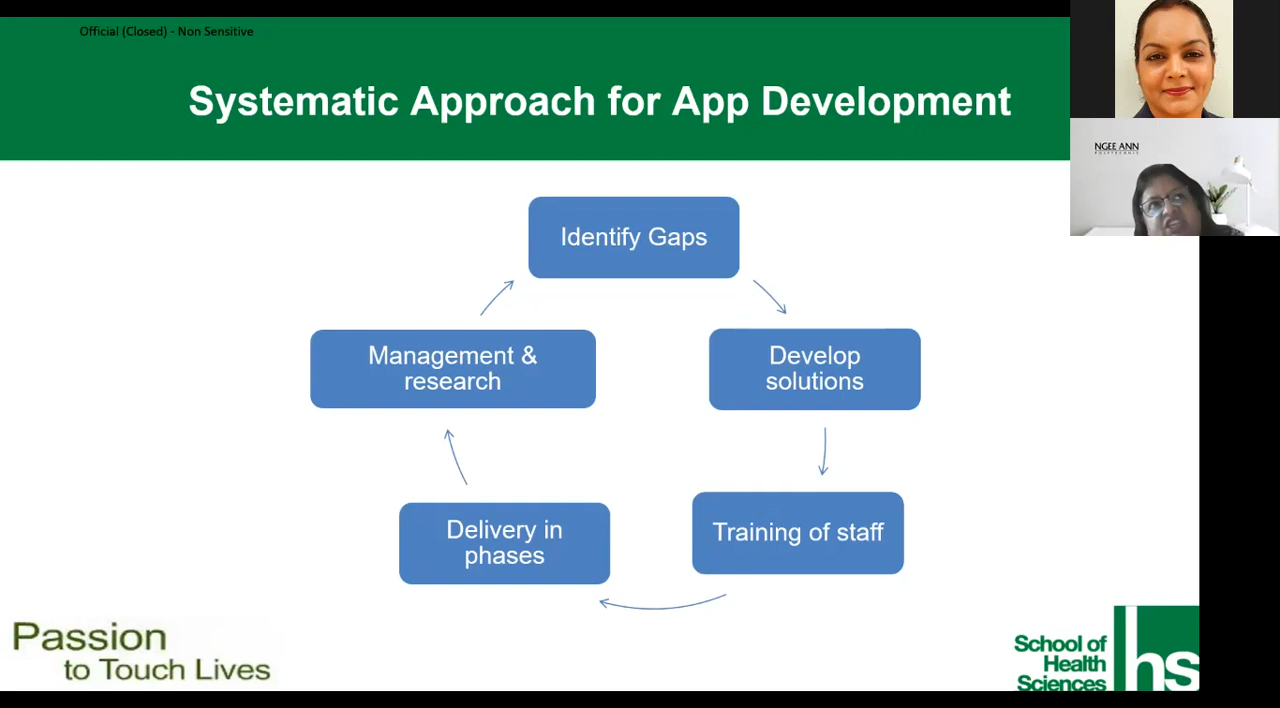 Official (Closed) - Non Sensitive
Systematic Approach for App Development
NGEE ANN
POLYTECHNIC
Identify Gaps
Management &
research
Develop
solutions
Delivery in
phases
Training of staff
Passion
to Touch Lives
School of
Health
Sciences
hs